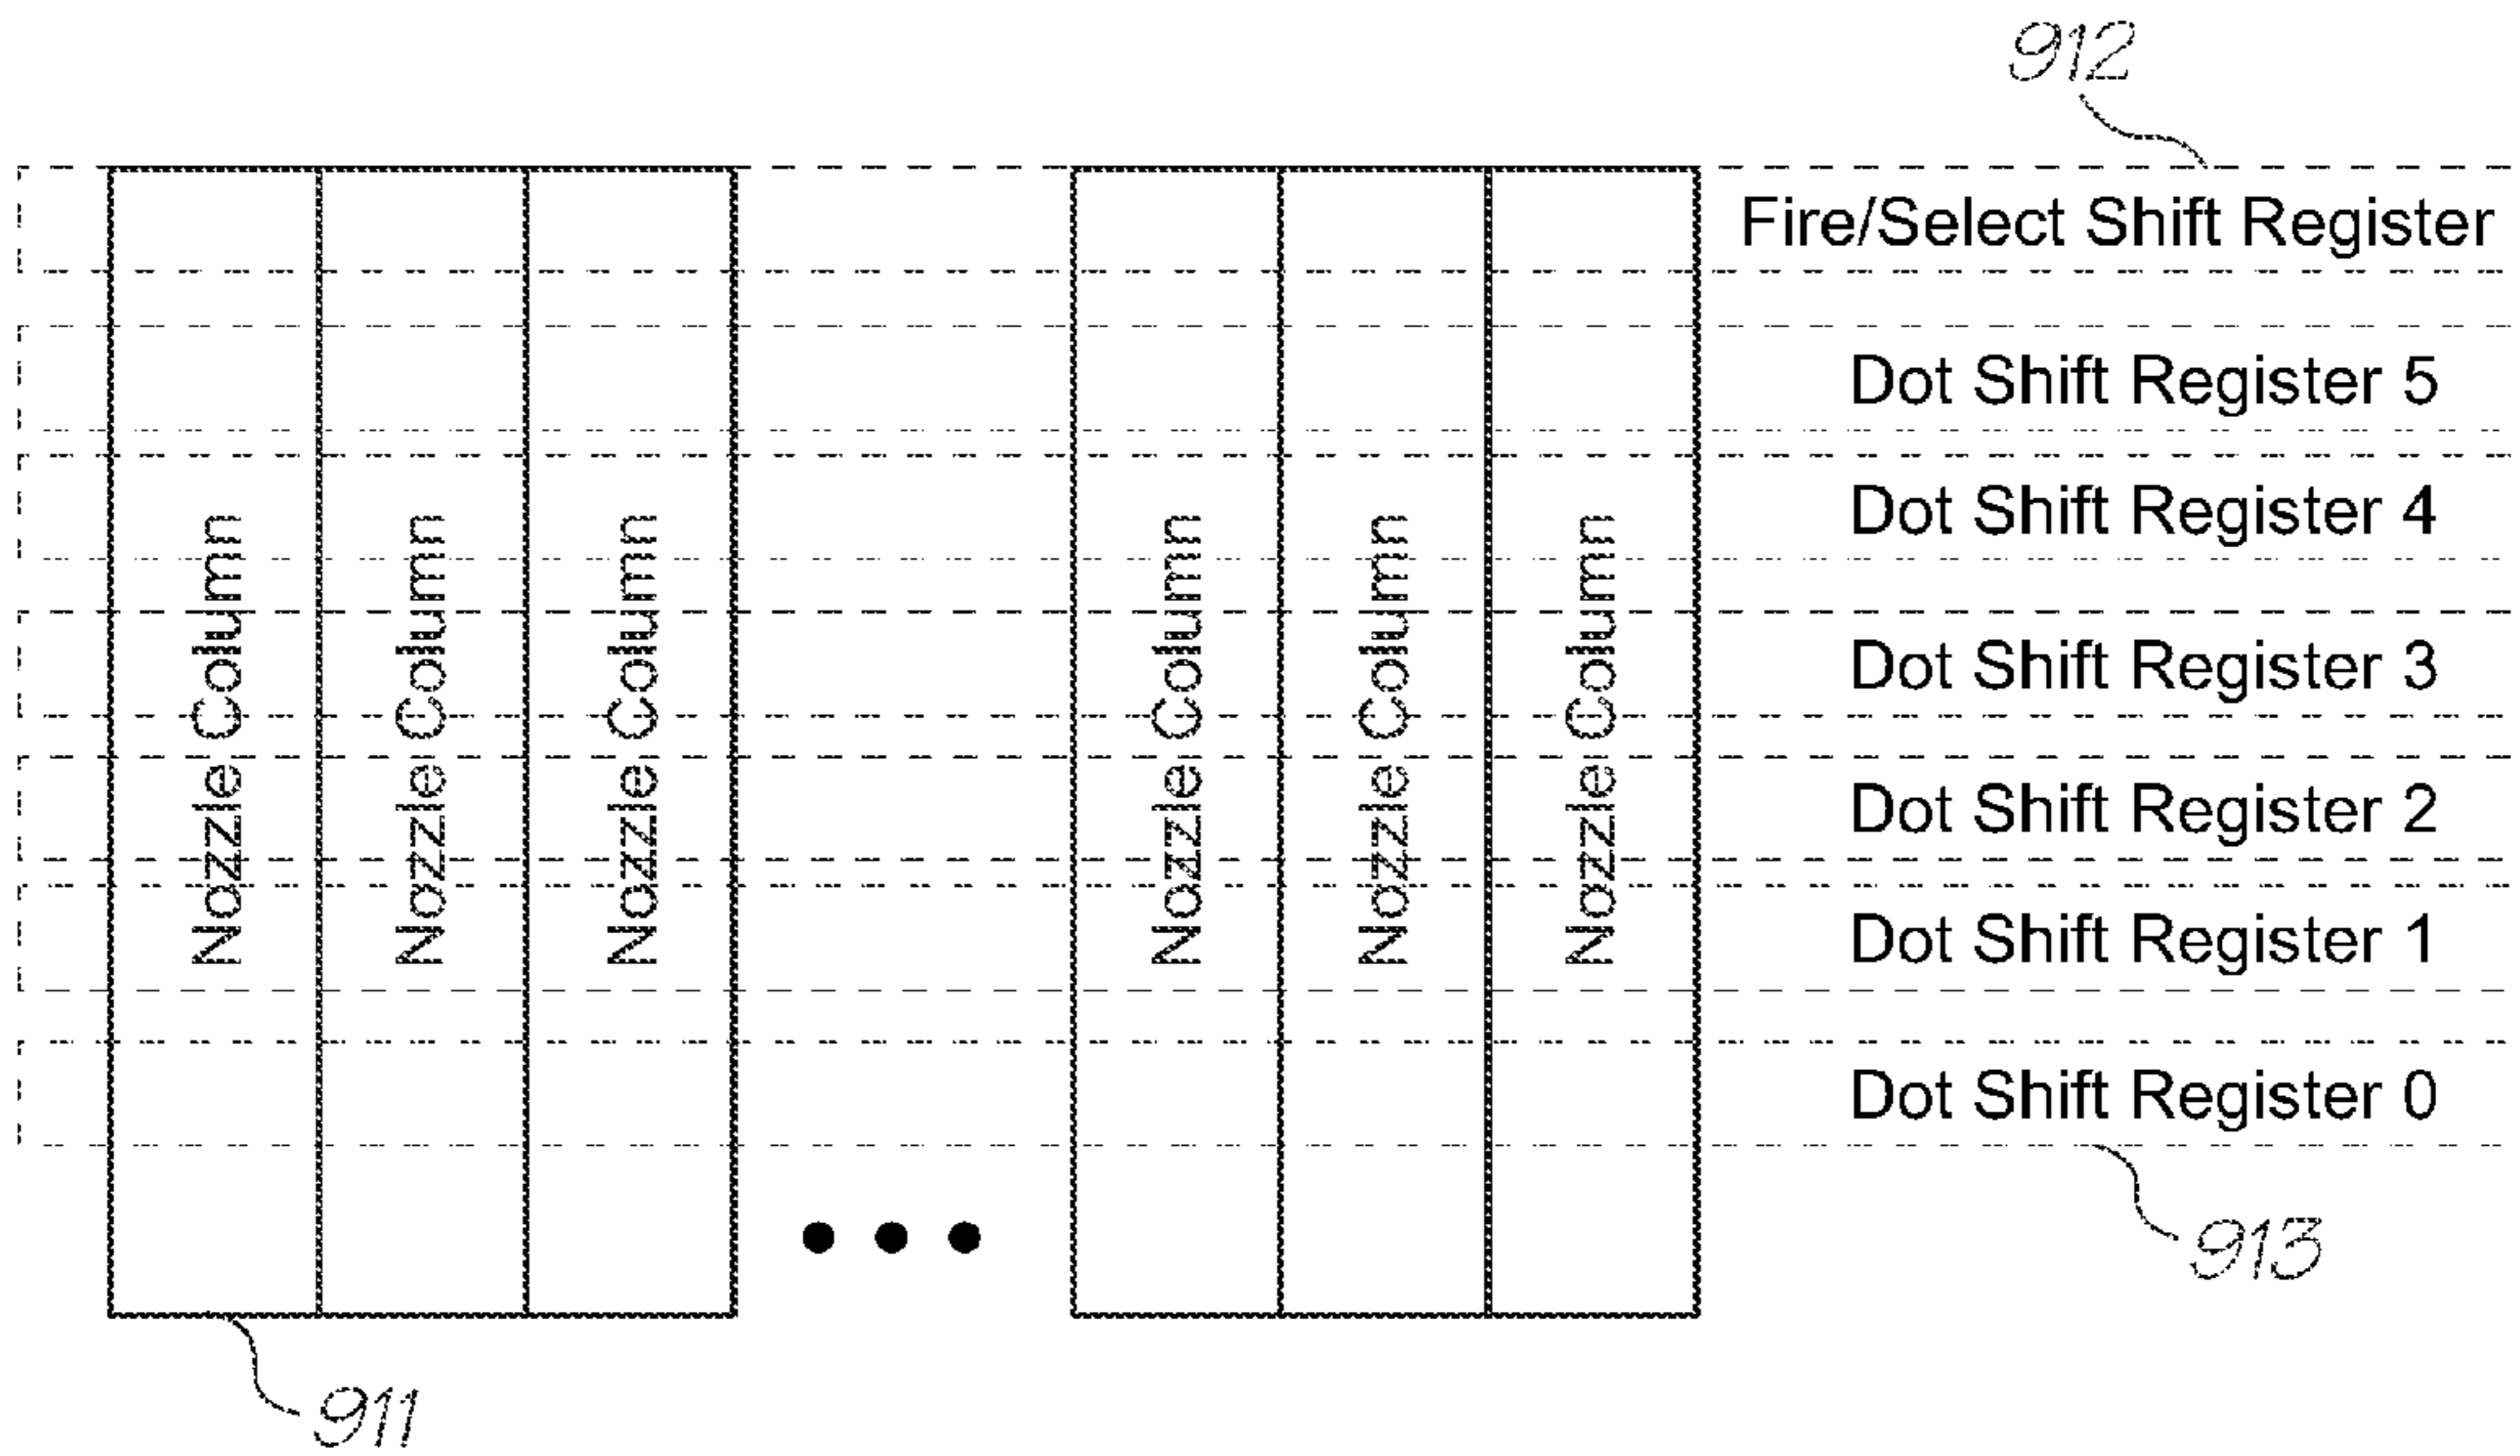 912
Fire/Select Shift Register
Dot Shift Register 5
Dot Shift Register 4
Dot Shift Register 3
Dot Shift Register 2
Dot Shift Register 1
Dot Shift Register 0
Nozzle Column
Nozzle Column
Nozzle Column
Nozzle Column
Nozzle Column
Nozzle Column
913
911